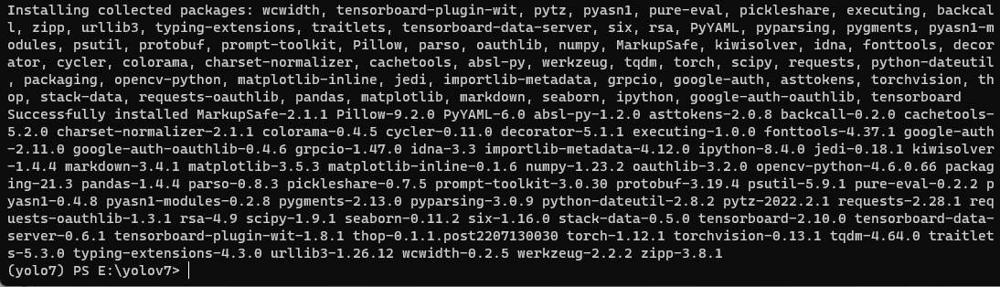 Installing collected packages: wcwidth, tensorboard-plugin-wit, pytz, pyasn1, pure-eval, pickleshare, executing, backcal
l, zipp, urllib3, typing-extensions, traitlets, tensorboard-data-server, six, rsa, PyYAML, pyparsing, pygments, pyasn1-m
odules, psutil, protobuf, prompt-toolkit, Pillow, parso, oauthlib, numpy, MarkupSafe, kiwisolver, idna, fonttools, decor
ator, cycler, colorama, charset-normalizer, cachetools, absl-py, werkzeug, tqdm, torch, scipy, requests, python-dateutil
, packaging, opencv-python, matplotlib-inline, jedi, importlib-metadata, grpcio, google-auth, asttokens, torchvision, th
op, stack-data, requests-oauthlib, pandas, matplotlib, markdown, seaborn, ipython, google-auth-oauthlib, tensorboard
Successfully installed MarkupSafe-2.1.1 Pillow-9.2.0 PyYAML-6.0 absl-py-1.2.0 asttokens-2.0.8 backcall-0.2.0 cachetools-
5.2.0 charset-normalizer-2.1.1 colorama-0.4.5 cycler-0.11.0 decorator-5.1.1 executing-1.0.0 fonttools-4.37.1 google-auth
-2.11.0 google-auth-oauthlib-0.4.6 grpcio-1.47.0 idna-3.3 importlib-metadata-4.12.0 ipython-8.4.0 jedi-0.18.1 kiwisolver
-1.4.4 markdown-3.4.1 matplotlib-3.5.3 matplotlib-inline-0.1.6 numpy-1.23.2 oauthlib-3.2.0 opencv-python-4.6.0.66 packag
ing-21.3 pandas-1.4.4 parso-0.8.3 pickleshare-0.7.5 prompt-toolkit-3.0.30 protobuf-3.19.4 psutil-5.9.1 pure-eval-0.2.2 p
yasn1-0.4.8 pyasn1-modules-0.2.8 pygments-2.13.0 pyparsing-3.0.9 python-dateutil-2.8.2 pytz-2022.2.1 requests-2.28.1 req
uests-oauthlib-1.3.1 rsa-4.9 scipy-1.9.1 seaborn-0.11.2 six-1.16.0 stack-data-0.5.0 tensorboard-2.10.0 tensorboard-data-
server-0.6.1 tensorboard-plugin-wit-1.8.1 thop-0.1.1.post2207130030 torch-1.12.1 torchvision-0.13.1 tqdm-4.64.0 traitlet
s-5.3.0 typing-extensions-4.3.0 urllib3-1.26.12 wcwidth-0.2.5 werkzeug-2.2.2 zipp-3.8.1
(yolo7) PS E:\yolov7>